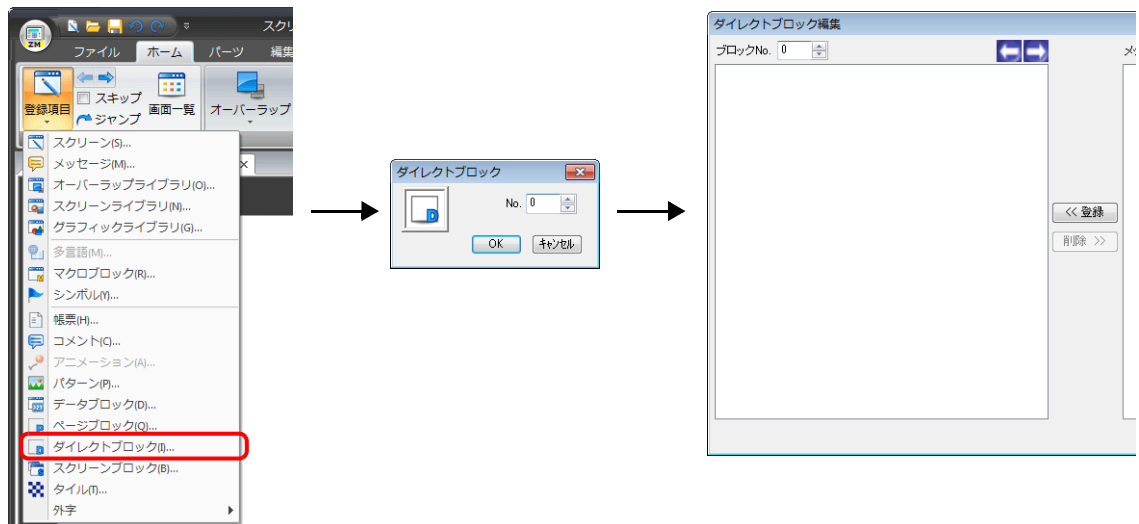 スクリ
ZM
ファイル ホーム パーツ 編集
登録項目
スキップ
ジャンプ
画面一覧
オーバーラップ
スクリーン(S)...
メッセージ(M)...
オーバーラップライブラリ(O)...
スクリーンライブラリ(N)...
グラフィックライブラリ(G)...
多言語(M)...
マクロブロック(R)...
シンボル(Y)...
帳票(H)...
コメント(C)...
アニメーション(A)...
パターン(P)...
データブロック(D)...
ページブロック(Q)...
ダイレクトブロック(I)...
スクリーンブロック(B)...
タイル(T)...
外字
ダイレクトブロック
No. 0
OK キャンセル
ダイレクトブロック編集
ブロックNo. 0
<< 登録
削除 >>